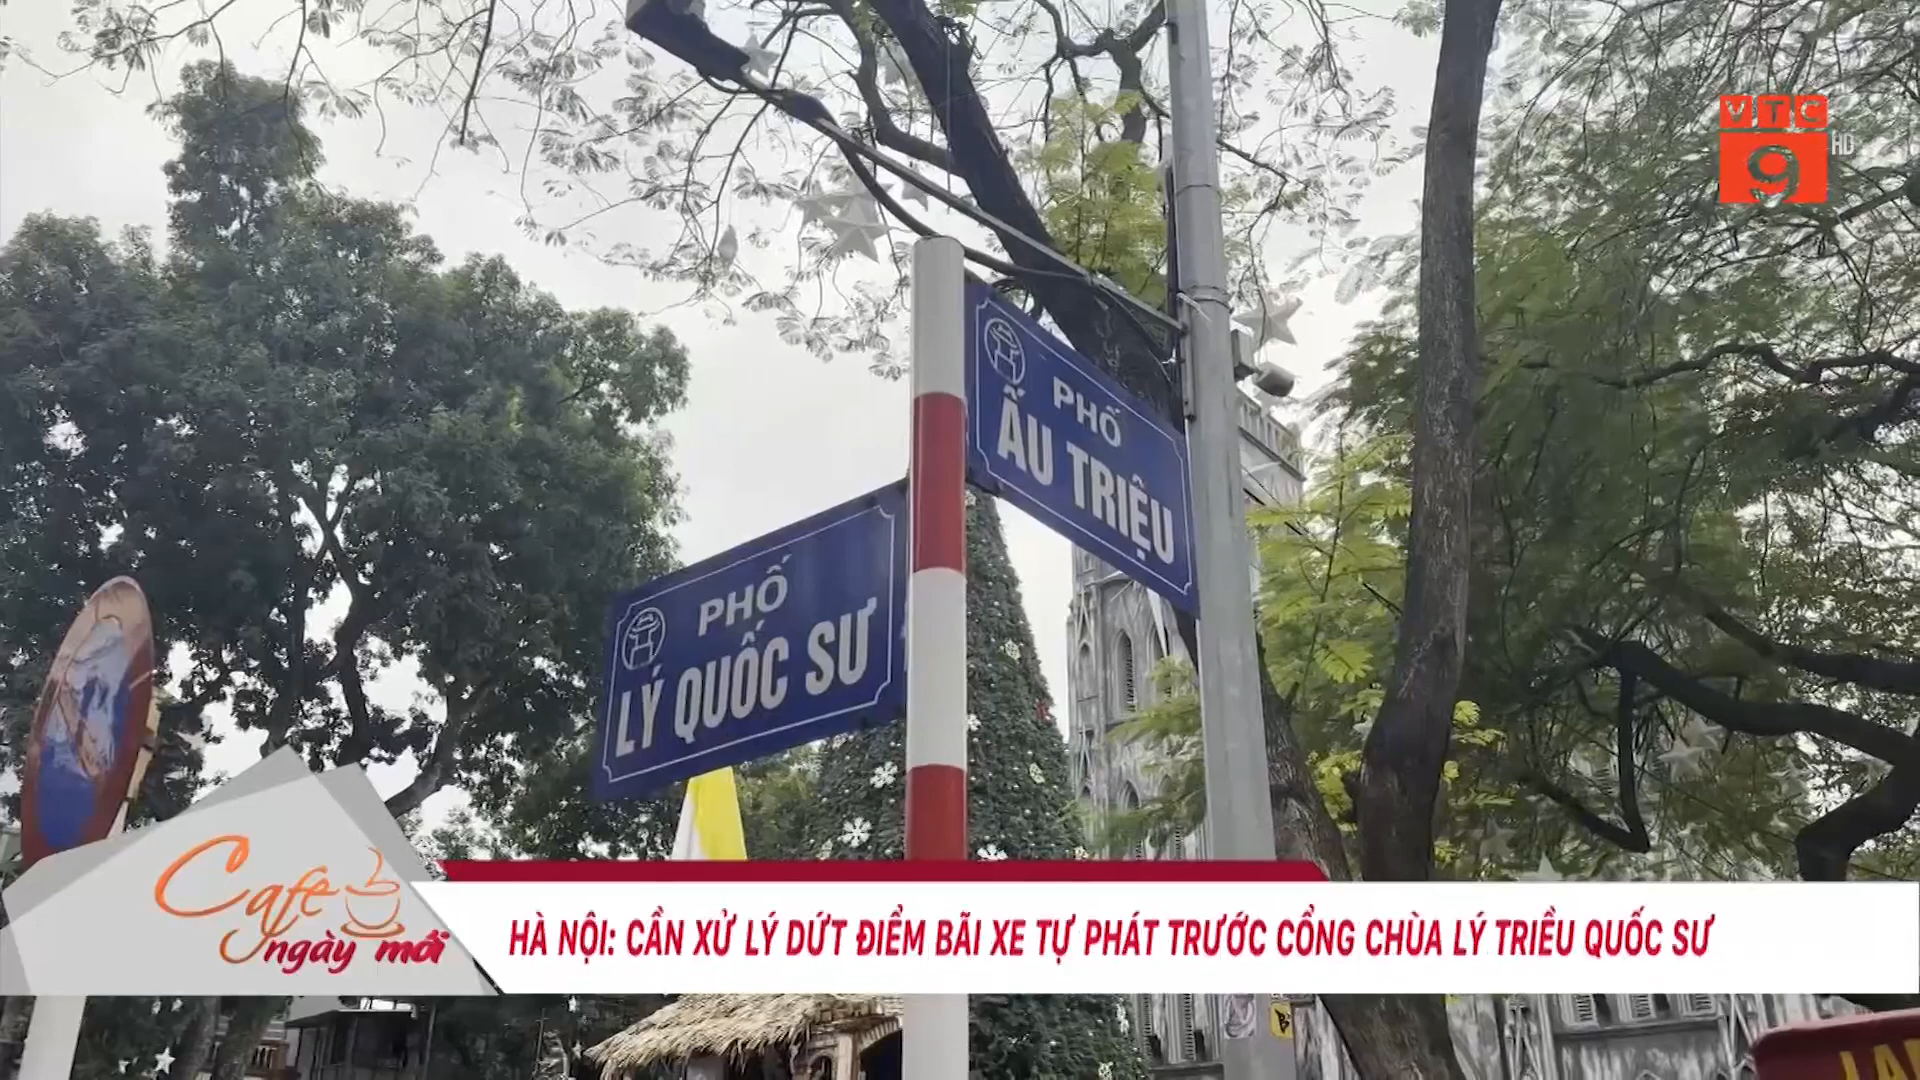 VTC
9
HD
PHỐ
ẤU TRIỆU
PHỐ
LÝ QUỐC SƯ
Cafe
ngày mới
HÀ NỘI: CẦN XỬ LÝ DỨT ĐIỂM BÃI XE TỰ PHÁT TRƯỚC CỔNG CHÙA LÝ TRIỀU QUỐC SƯ